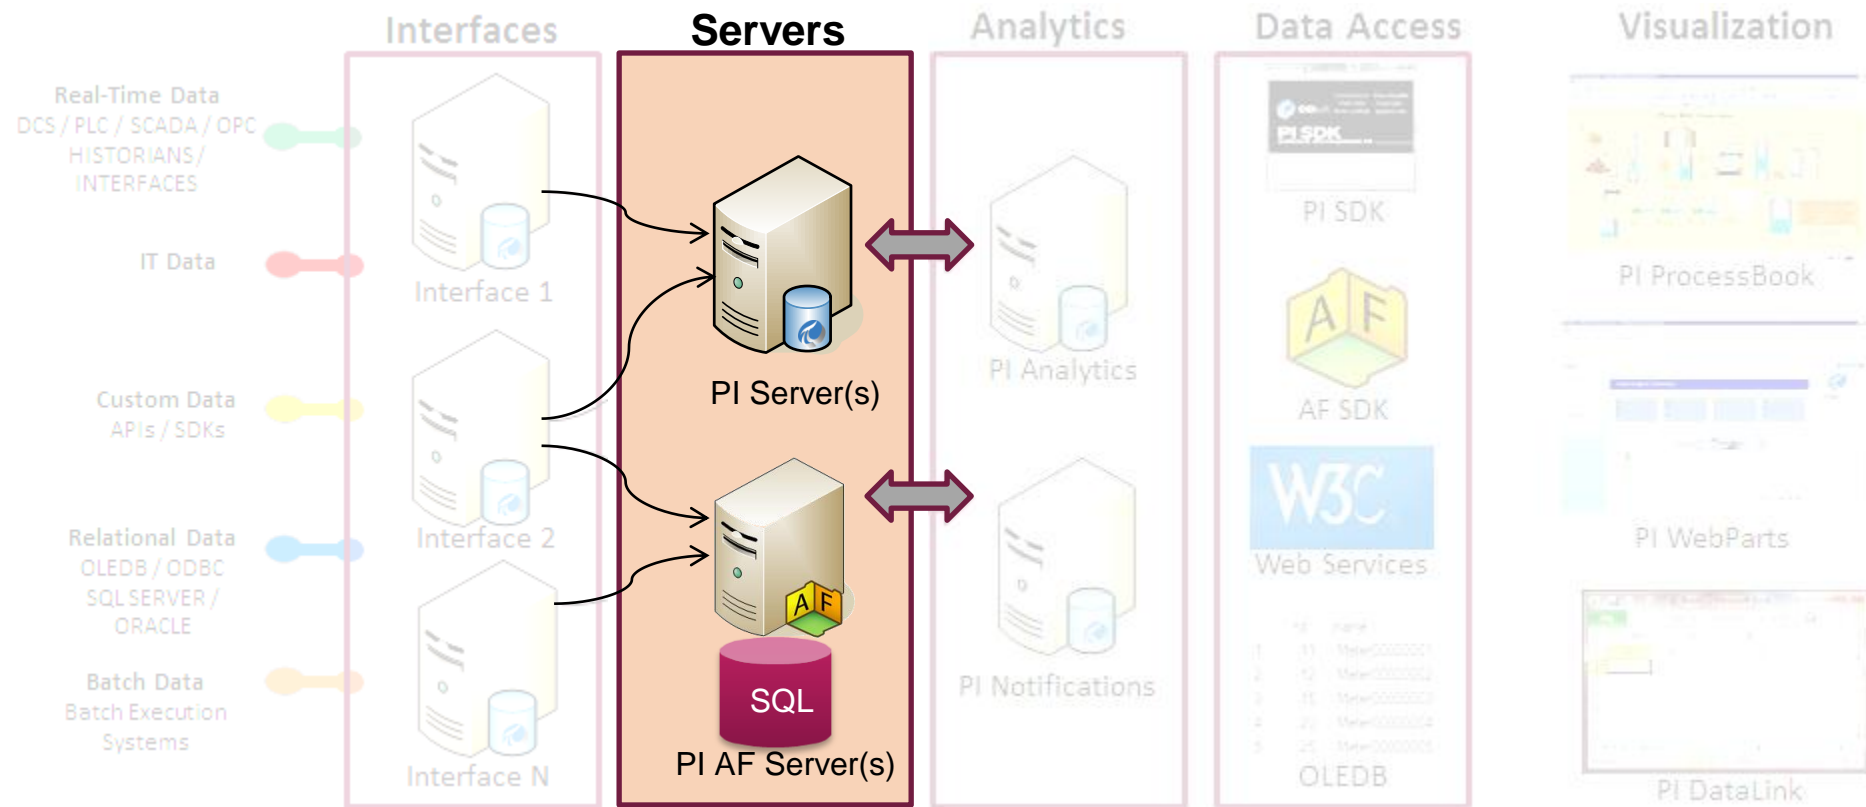 Interfaces
Servers
Analytics
Data Access
Visualization
Real-Time Data
DCS / PLC / SCADA / OPC
HISTORIANS /
INTERFACES
IT Data
Custom Data
APIs / SDKs
Relational Data
OLEDB / ODBC
SQL SERVER /
ORACLE
Batch Data
Batch Execution
Systems
Interface 1
Interface 2
Interface N
PI Server(s)
AF
SQL
PI AF Server(s)
PI Analytics
PI Notifications
PI SDK
PI SDK
AF
AF SDK
W3C
Web Services
OLEDB
PI ProcessBook
PI WebParts
PI DataLink